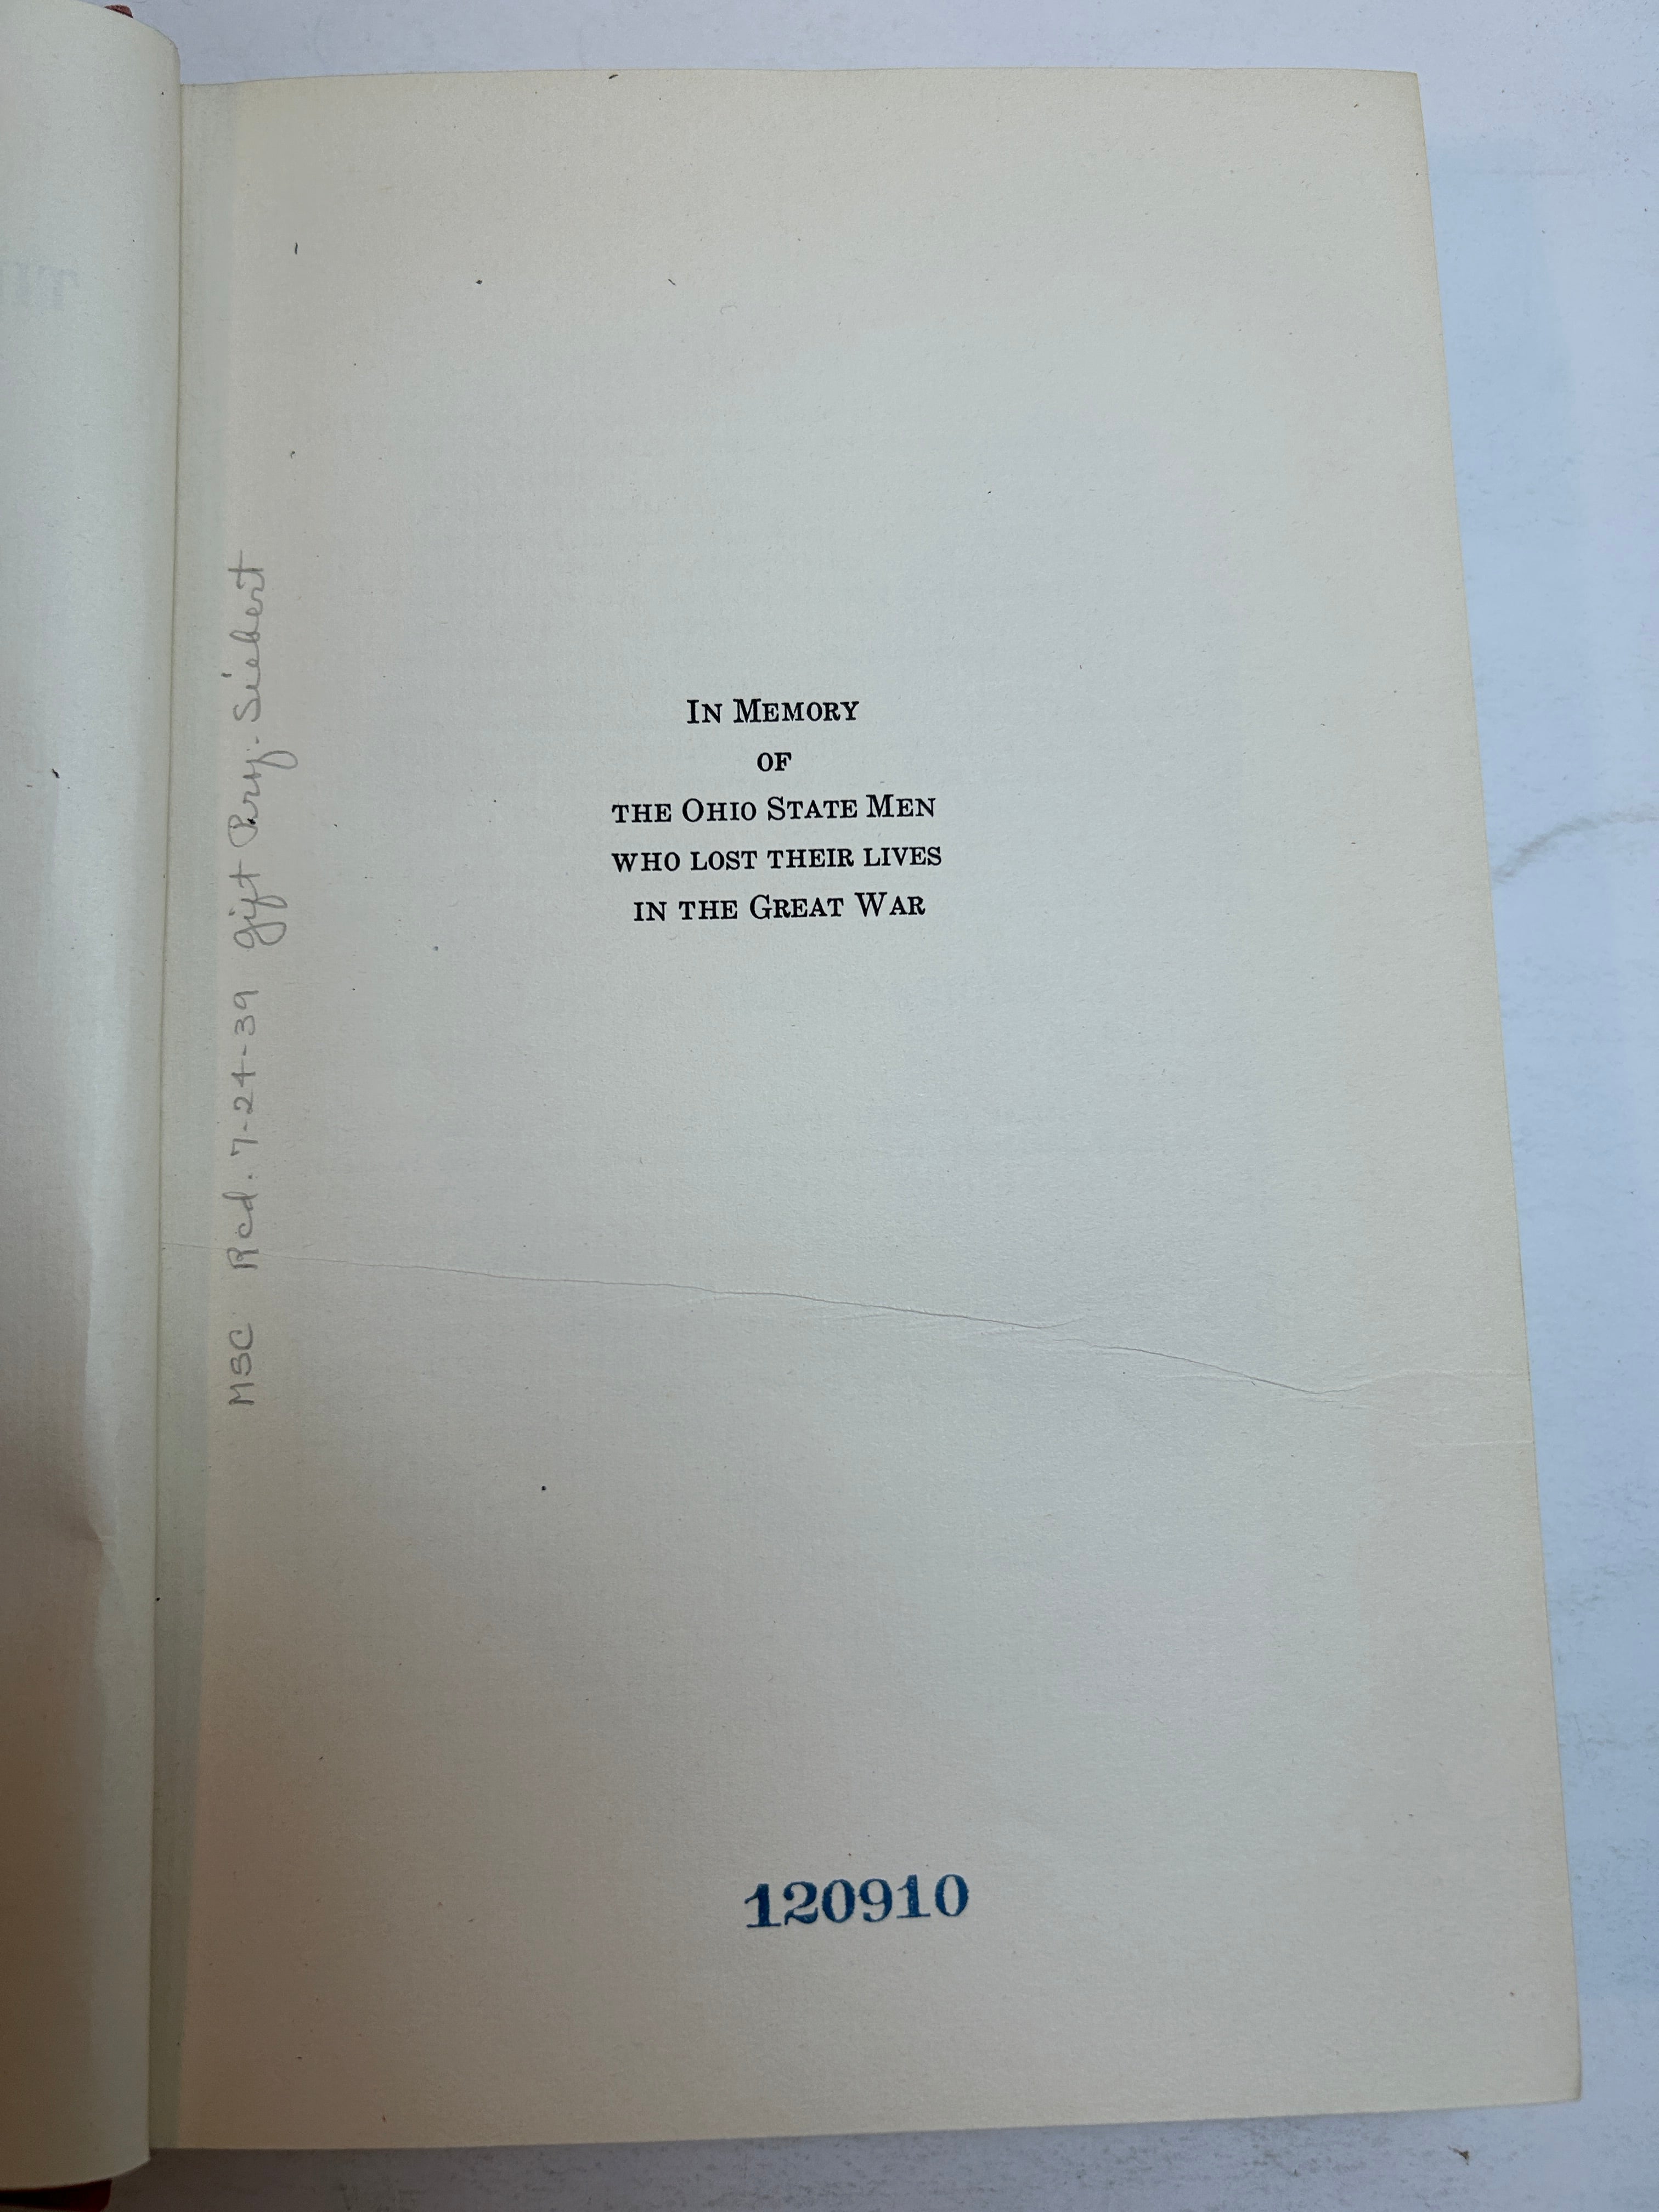 IN MEMORY
OF
THE OHIO STATE MEN
WHO LOST THEIR LIVES
IN THE GREAT WAR
MSC Rcd. 7-24-39 gift Prof. Siebert
120910